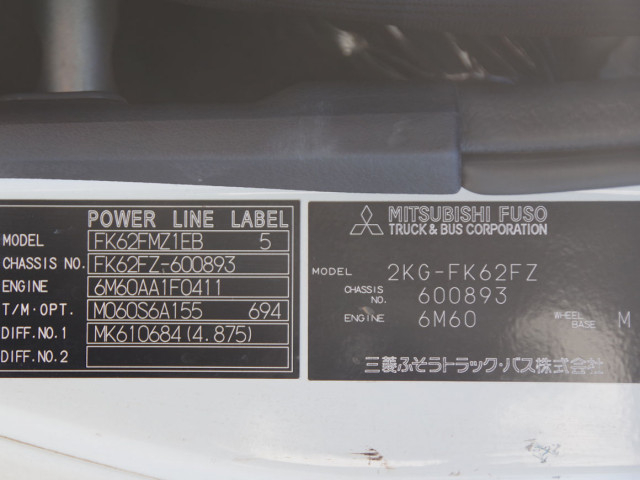 POWER LINE LABEL
MODEL FK62FMZ1EB 5
CHASSIS NO. FK62FZ-600893
ENGINE 6M60AA1F0411
T/M·OPT. M060S6A155 694
DIFF.NO.1 MK610684(4.875)
DIFF.NO.2
MITSUBISHI FUSO
TRUCK & BUS CORPORATION
MODEL 2KG-FK62FZ
CHASSIS NO. 600893
ENGINE 6M60 WHEEL BASE M
三菱ふそうトラック・バス株式会社